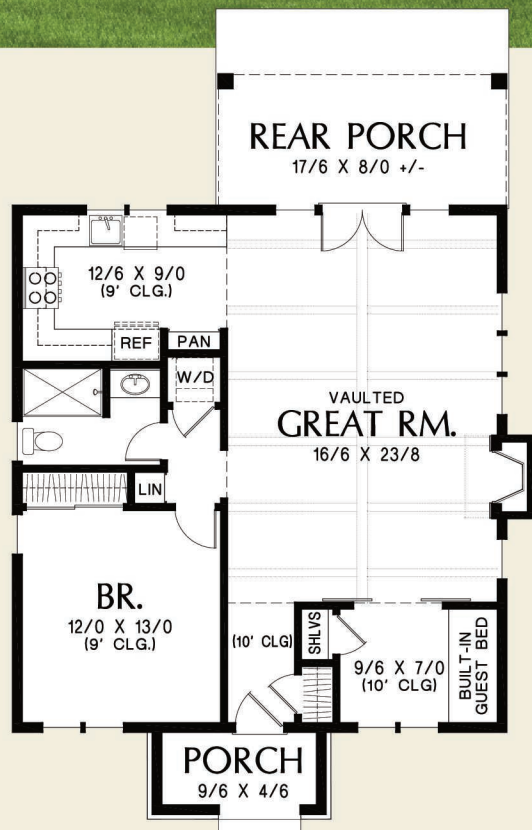 REAR PORCH
17/6 X 8/0 +/-
12/6 X 9/0
(9' CLG.)
REF
PAN
W/D
VAULTED
GREAT RM.
16/6 X 23/8
LIN
BR.
12/0 X 13/0
(9' CLG.)
(10' CLG)
SHLVS
9/6 X 7/0
(10' CLG)
BUILT-IN
GUEST BED
PORCH
9/6 X 4/6